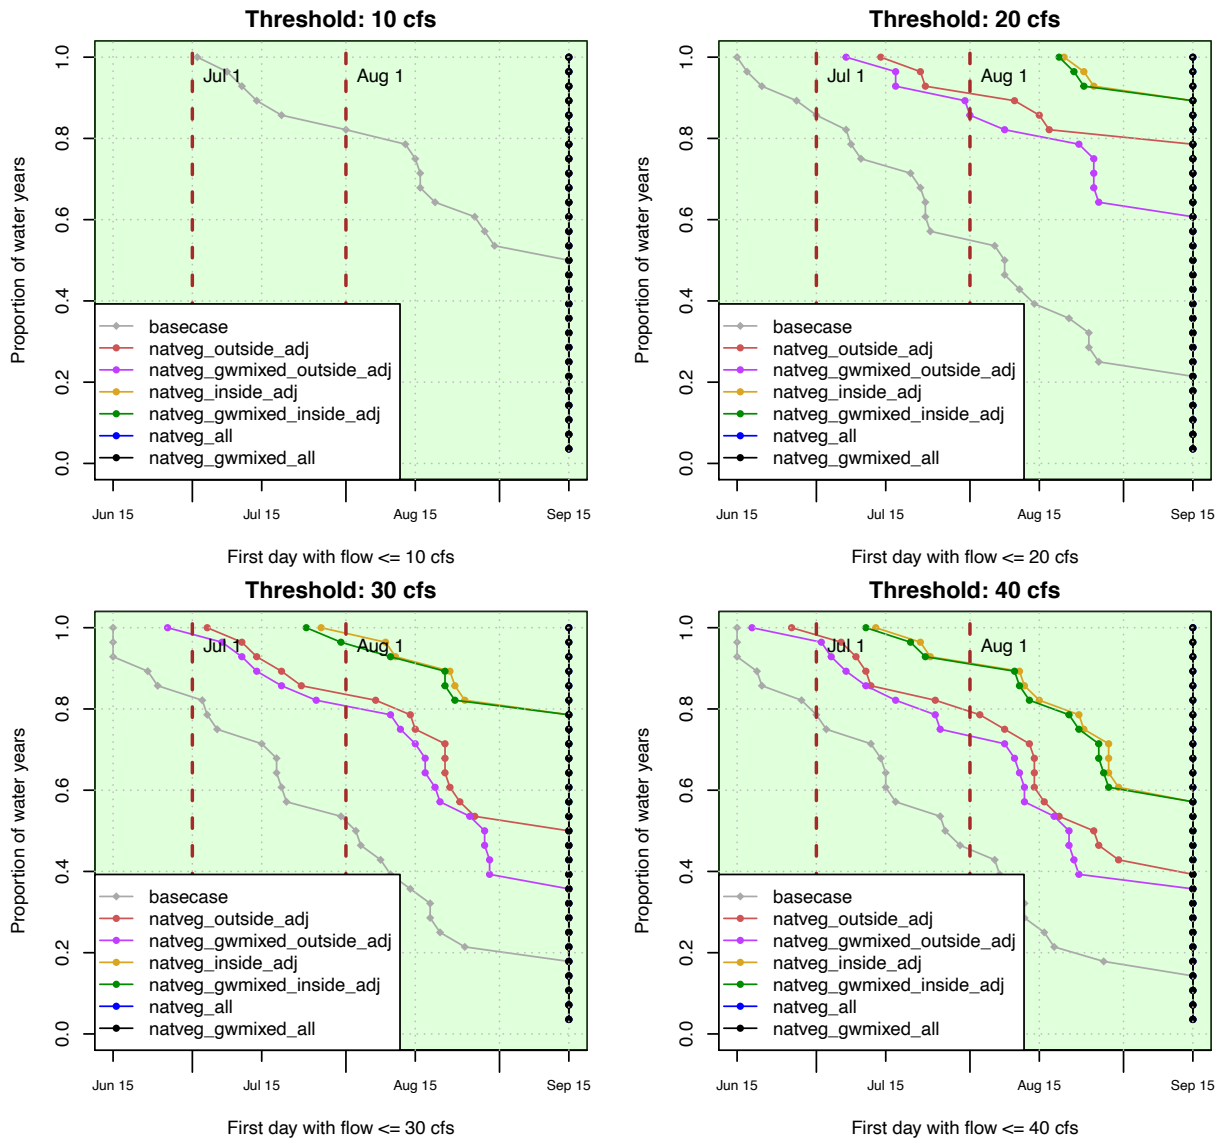 Threshold: 10 cfs
Proportion of water years
1.0
0.8
0.6
0.4
0.2
0.0
Jul 1
Aug 1
basecase
natveg_outside_adj
natveg_gwmixed_outside_adj
natveg_inside_adj
natveg_gwmixed_inside_adj
natveg_all
natveg_gwmixed_all
Jun 15
Jul 15
Aug 15
Sep 15
First day with flow <= 10 cfs
Threshold: 20 cfs
Proportion of water years
1.0
0.8
0.6
0.4
0.2
0.0
Jul 1
Aug 1
basecase
natveg_outside_adj
natveg_gwmixed_outside_adj
natveg_inside_adj
natveg_gwmixed_inside_adj
natveg_all
natveg_gwmixed_all
Jun 15
Jul 15
Aug 15
Sep 15
First day with flow <= 20 cfs
Threshold: 30 cfs
Proportion of water years
1.0
0.8
0.6
0.4
0.2
0.0
Jul 1
Aug 1
basecase
natveg_outside_adj
natveg_gwmixed_outside_adj
natveg_inside_adj
natveg_gwmixed_inside_adj
natveg_all
natveg_gwmixed_all
Jun 15
Jul 15
Aug 15
Sep 15
First day with flow <= 30 cfs
Threshold: 40 cfs
Proportion of water years
1.0
0.8
0.6
0.4
0.2
0.0
Jul 1
Aug 1
basecase
natveg_outside_adj
natveg_gwmixed_outside_adj
natveg_inside_adj
natveg_gwmixed_inside_adj
natveg_all
natveg_gwmixed_all
Jun 15
Jul 15
Aug 15
Sep 15
First day with flow <= 40 cfs